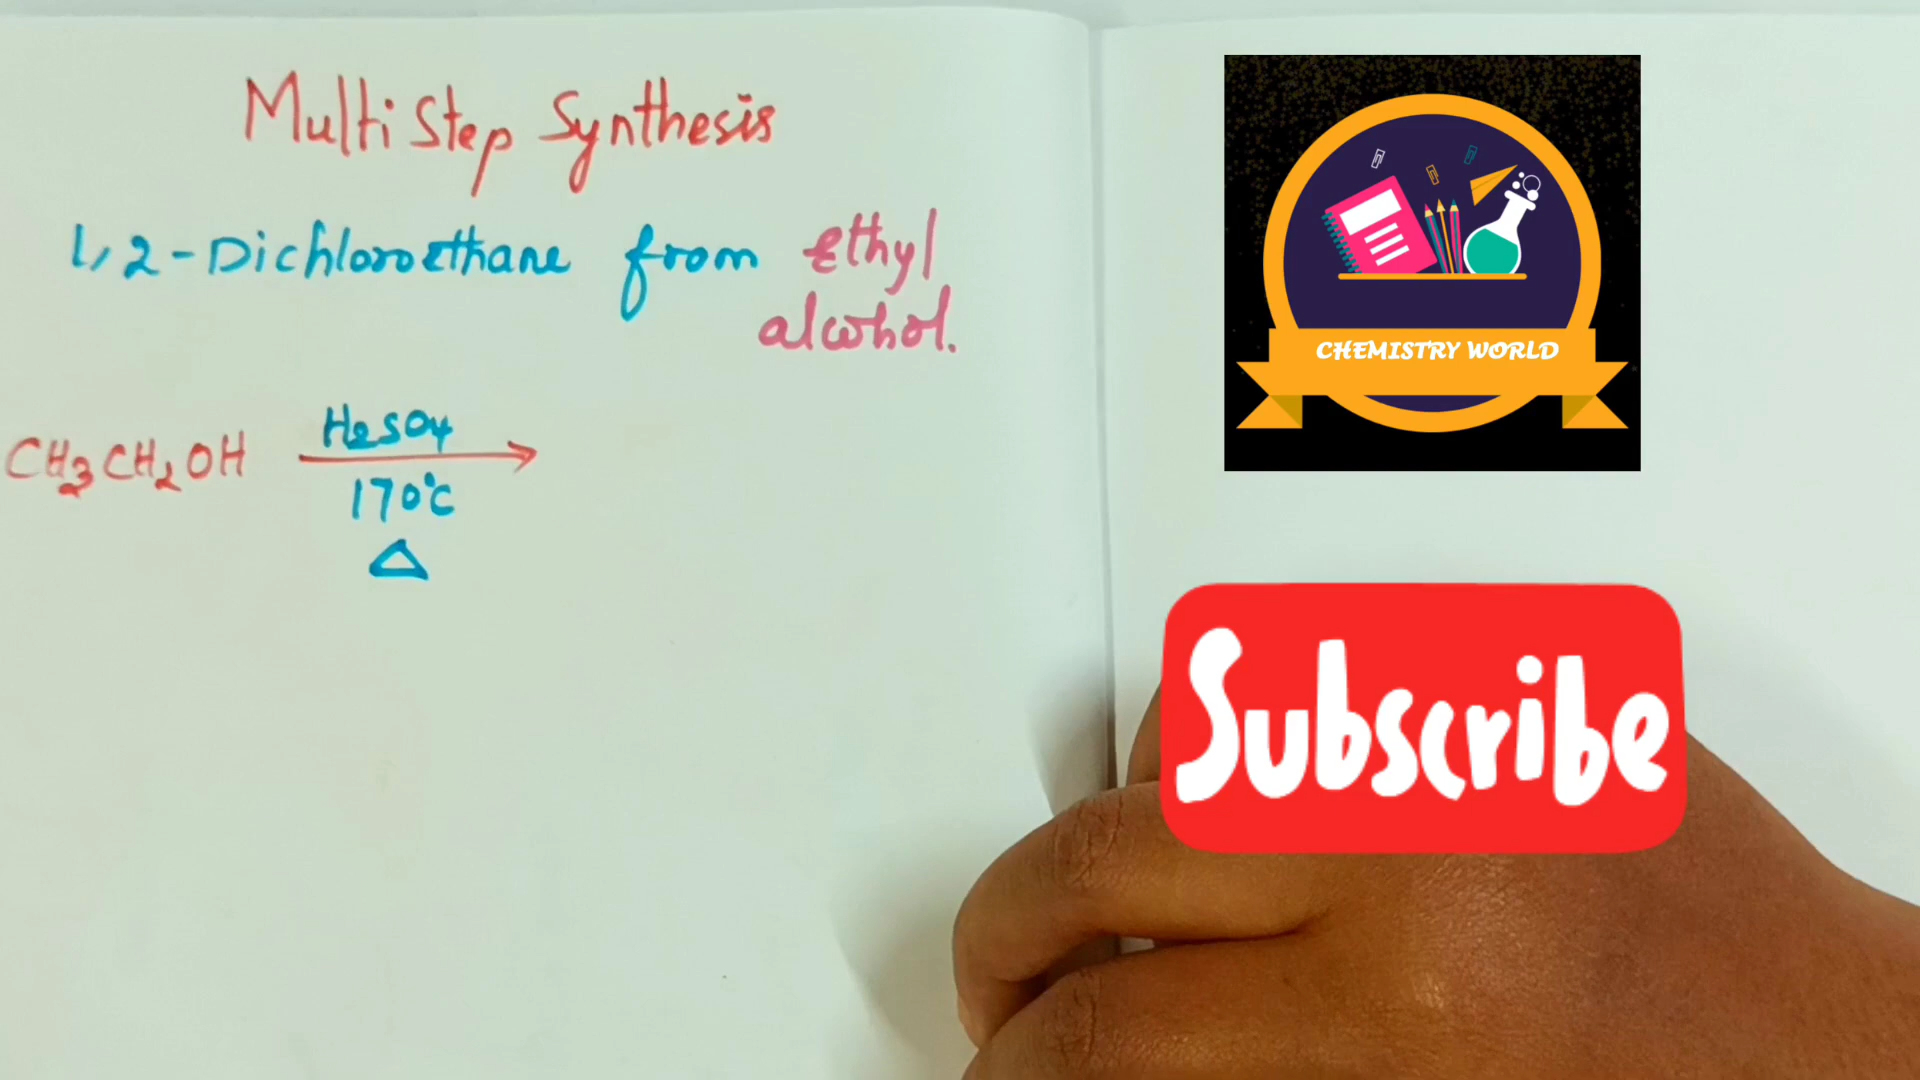 Multi Step Synthesis
1,2-Dichloroethane from Ethyl
alcohol.
CH3CH2OH H2SO4
170°C
Δ
CHEMISTRY WORLD
Subscribe